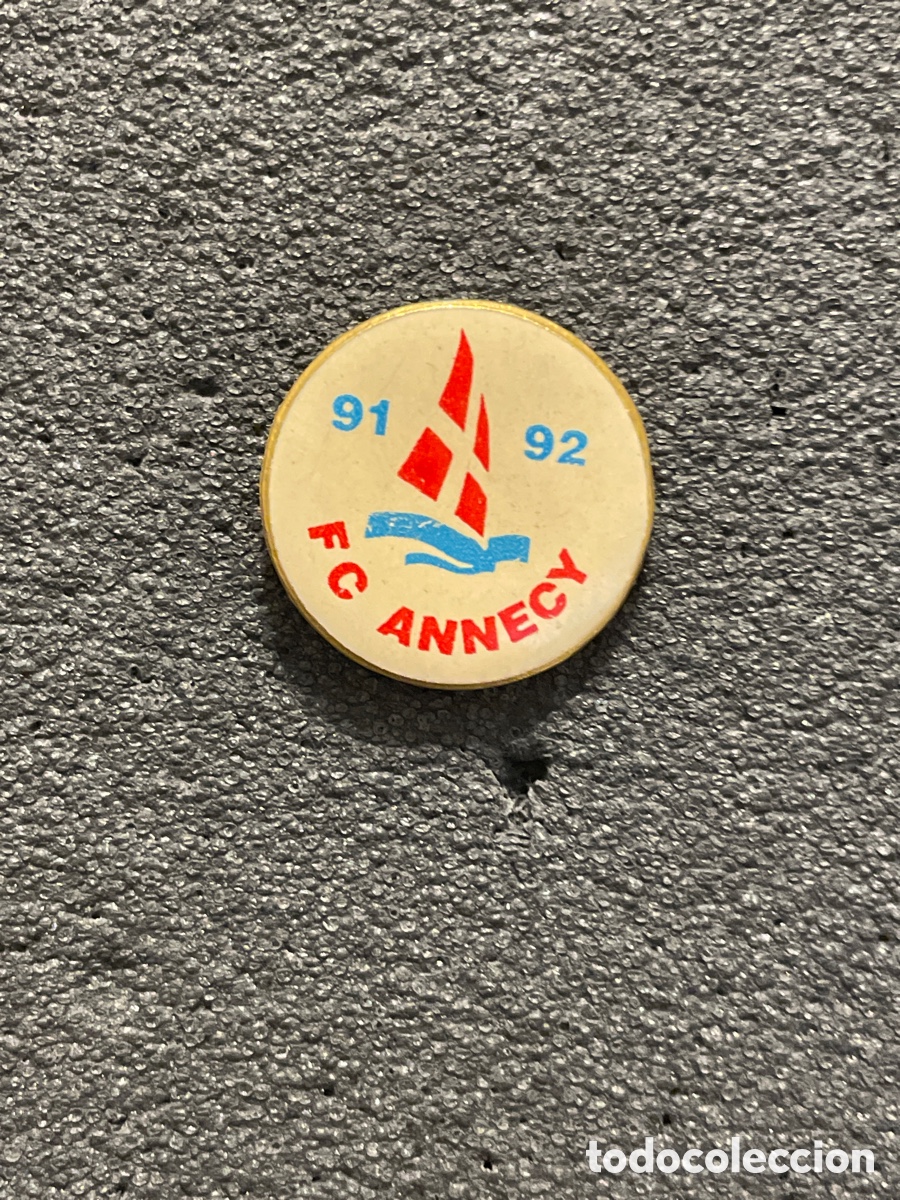 91
92
FC ANNECY
todocoleccion